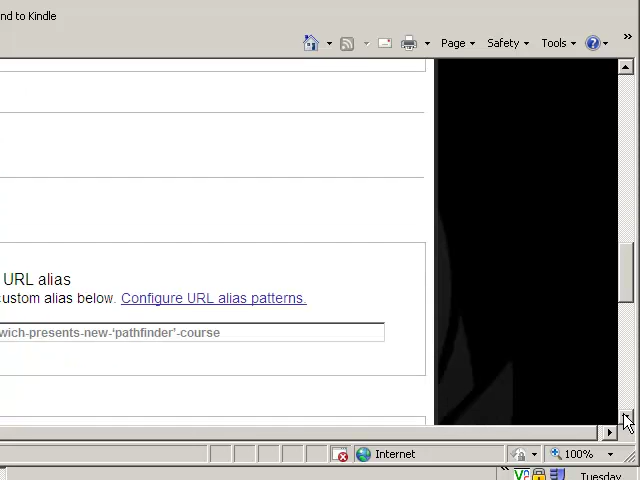 nd to Kindle
Page Safety Tools
URL alias
custom alias below. Configure URL alias patterns.
wich-presents-new-‘pathfinder’-course
Internet 100%
Tuesday